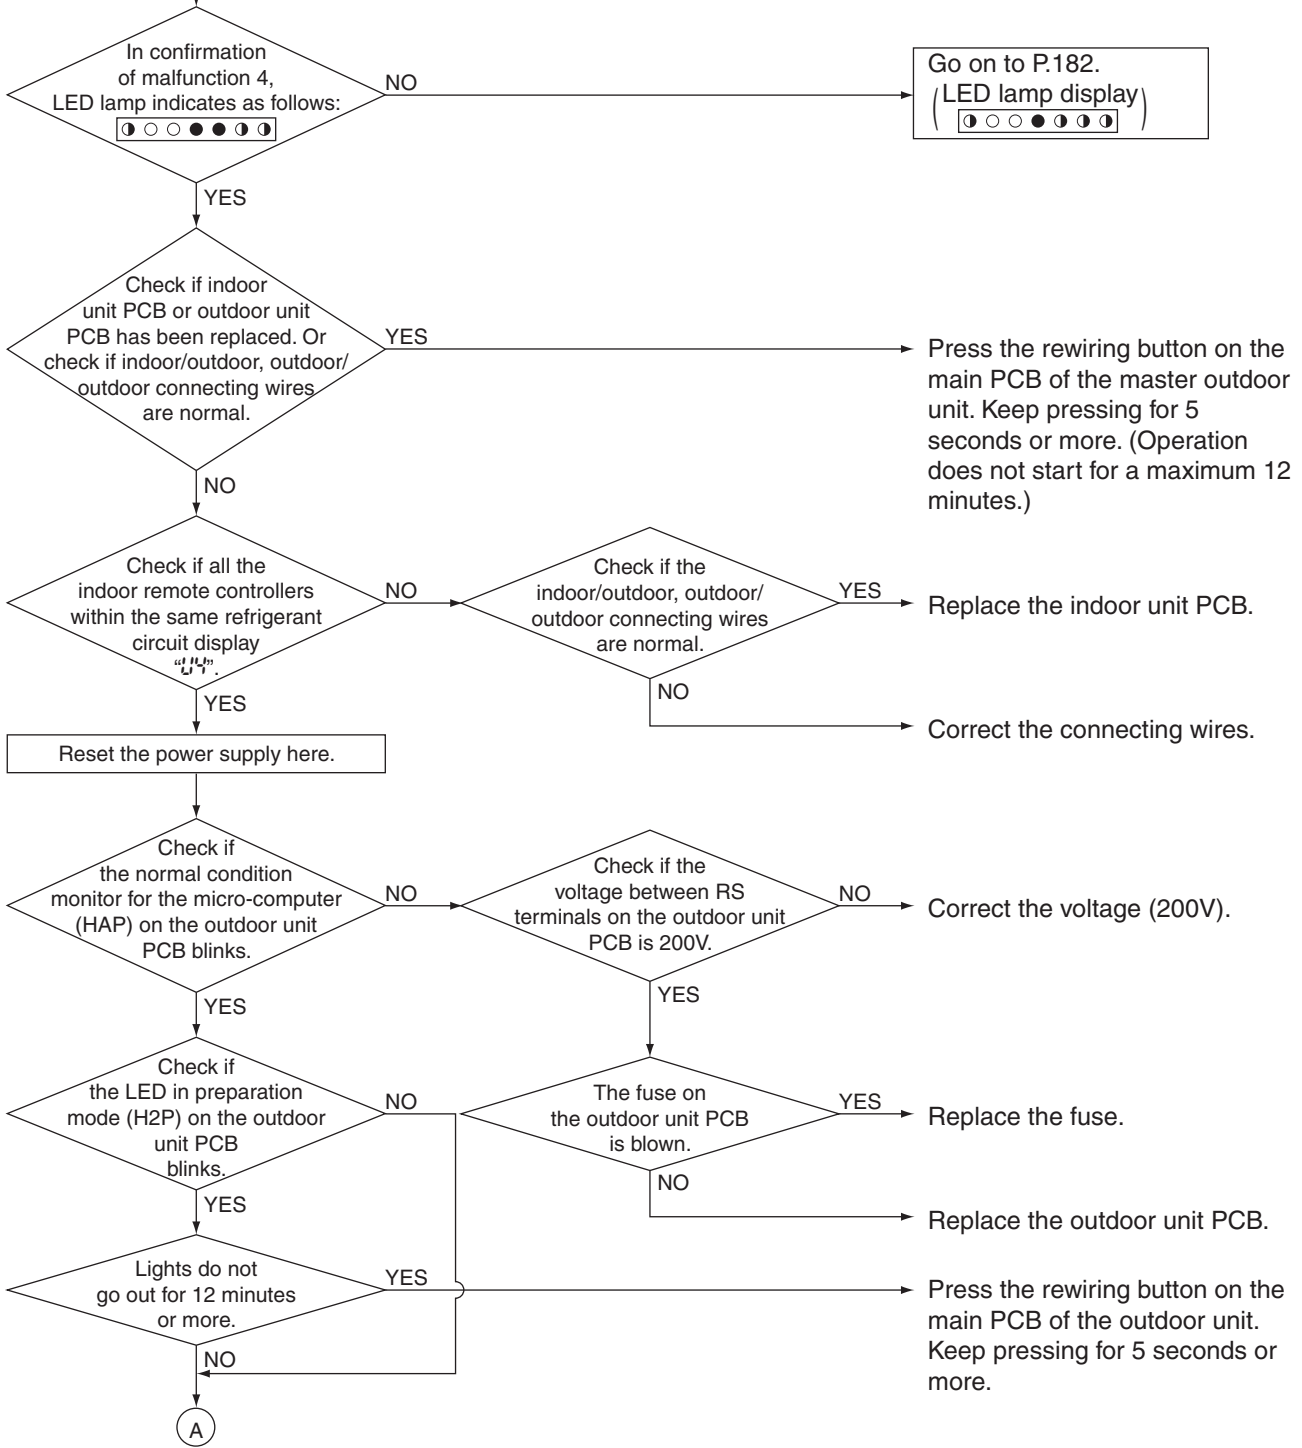 In confirmation
of malfunction 4,
LED lamp indicates as follows:
◑ ○ ○ ● ● ◑ ◑
NO
Go on to P.182.
(LED lamp display)
◑ ○ ○ ● ◑ ◑ ◑
YES
Check if indoor
unit PCB or outdoor unit
PCB has been replaced. Or
check if indoor/outdoor, outdoor/
outdoor connecting wires
are normal.
YES
Press the rewiring button on the
main PCB of the master outdoor
unit. Keep pressing for 5
seconds or more. (Operation
does not start for a maximum 12
minutes.)
NO
Check if all the
indoor remote controllers
within the same refrigerant
circuit display
“U4”.
NO
Check if the
indoor/outdoor, outdoor/
outdoor connecting wires
are normal.
YES
Replace the indoor unit PCB.
NO
Correct the connecting wires.
YES
Reset the power supply here.
Check if
the normal condition
monitor for the micro-computer
(HAP) on the outdoor unit
PCB blinks.
NO
Check if the
voltage between RS
terminals on the outdoor unit
PCB is 200V.
NO
Correct the voltage (200V).
YES
YES
Check if
the LED in preparation
mode (H2P) on the outdoor
unit PCB
blinks.
NO
The fuse on
the outdoor unit PCB
is blown.
YES
Replace the fuse.
NO
Replace the outdoor unit PCB.
YES
Lights do not
go out for 12 minutes
or more.
YES
Press the rewiring button on the
main PCB of the outdoor unit.
Keep pressing for 5 seconds or
more.
NO
A